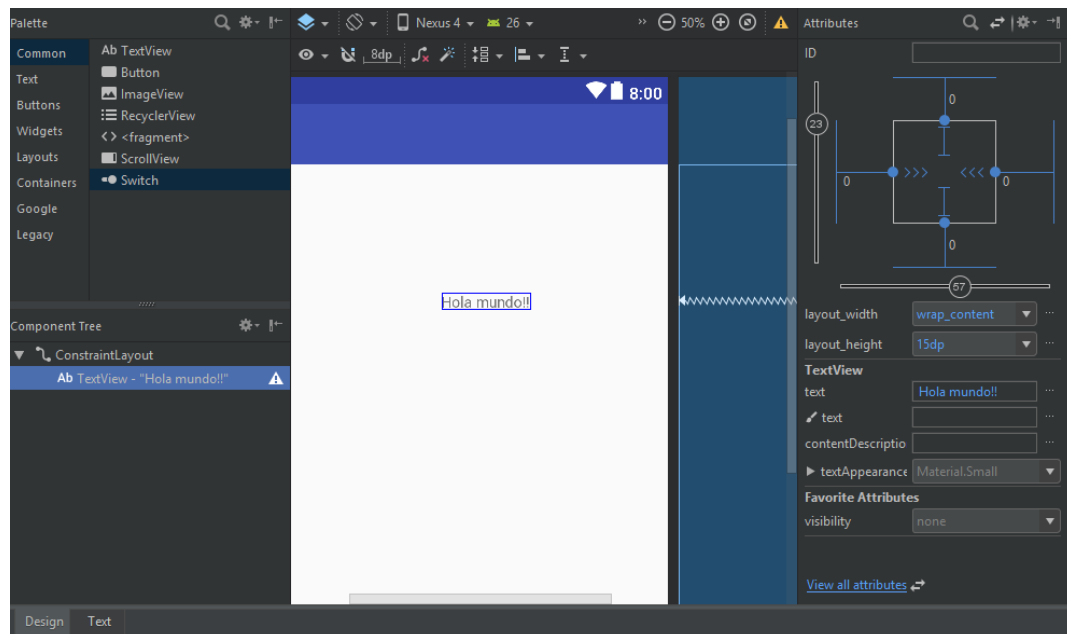 Palette
Common
Text
Buttons
Widgets
Layouts
Containers
Google
Legacy
Ab TextView
Button
ImageView
RecyclerView
<> <fragment>
ScrollView
Switch
Component Tree
ConstraintLayout
Ab TextView - "Hola mundo!!"
Nexus 4
26
50%
8dp
8:00
Hola mundo!!
Attributes
ID
0
23
0
0
0
57
layout_width wrap_content
layout_height 15dp
TextView
text Hola mundo!!
text
contentDescriptio
textAppearance Material.Small
Favorite Attributes
visibility none
View all attributes
Design Text